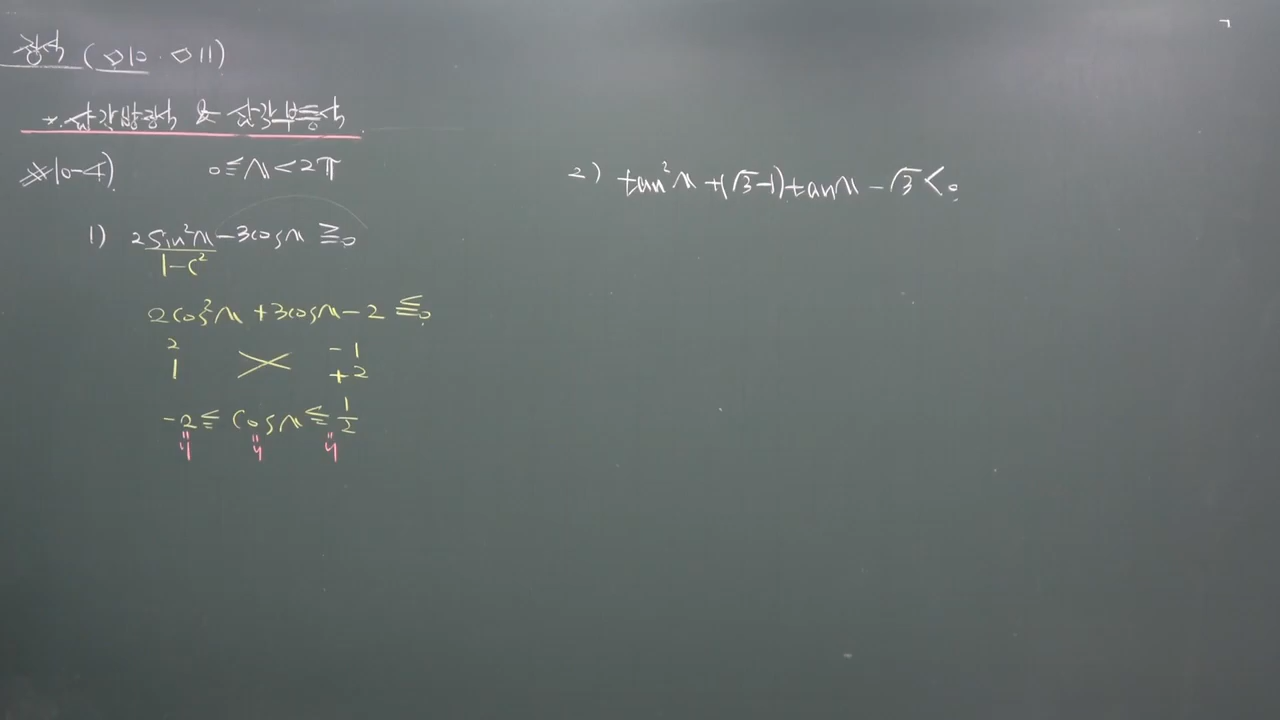 공식 (◇10. ◇11)
*. 삼각방정식 & 삼각부등식
※10-4). 0≤x<2π
1) 2sin²x-3cosx≥0
1-c²
2cos²x+3cosx-2≤0
2 -1
1 +2
-2≤cosx≤1/2
"y "y "y
2) tan²x+(√3-1)tanx-√3<0